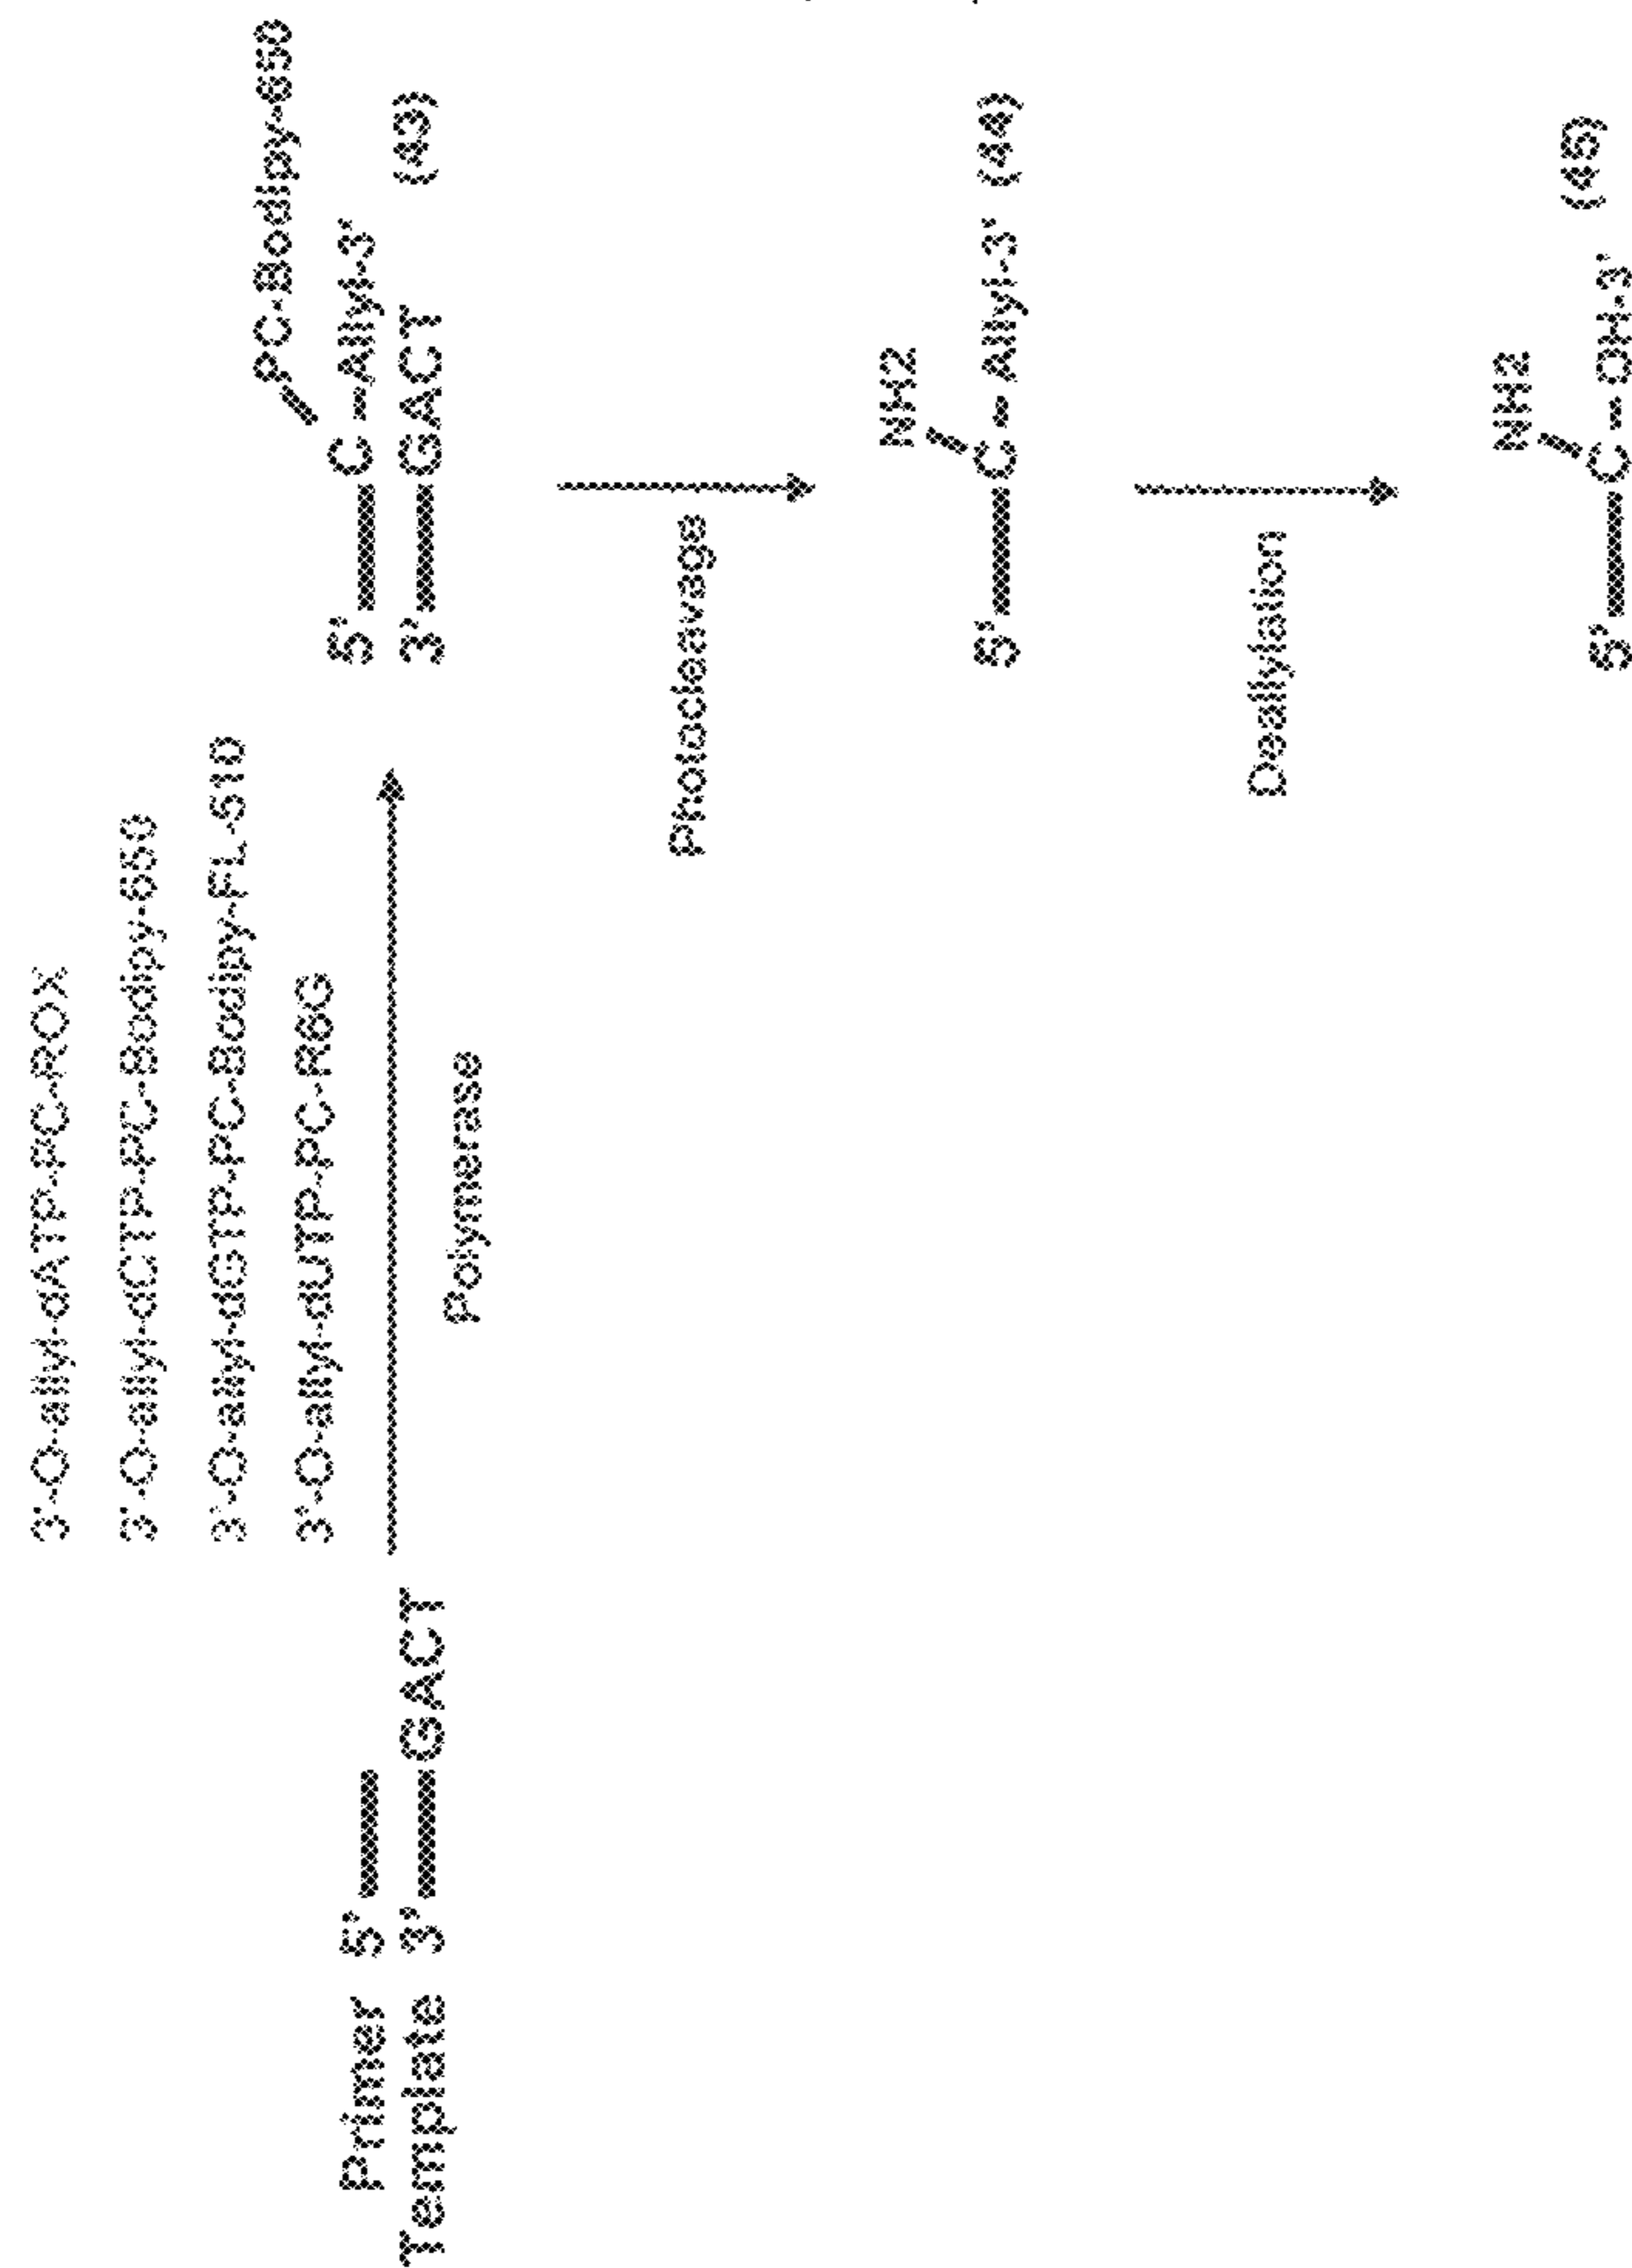 3'-O-allyl-dATP-PC-ROX
3'-O-allyl-dCTP-PC-Bodipy-650
3'-O-allyl-dGTP-PC-Bodipy-FL-510
3'-O-allyl-dUTP-PC-R6G
Primer 5'
Template 3' GACT
Polymerase
PC-Bodipy-650
5' C - Allyl-3'
3' GACT (43)
Photocleavage
NH2
5' C - Allyl-3' (44)
Deallylation
NH2
5' C - OH-3' (45)